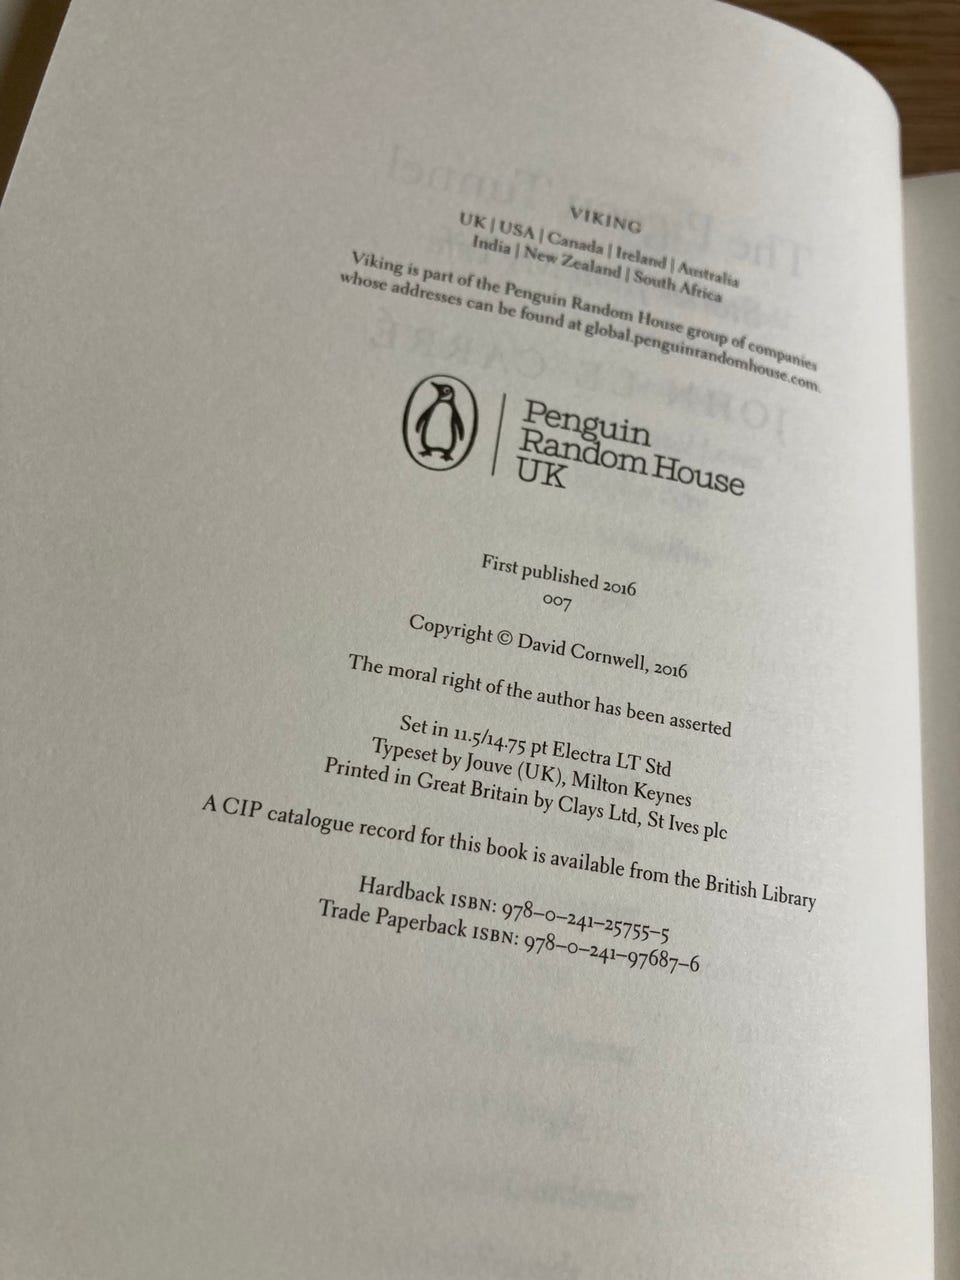 VIKING
UK | USA | Canada | Ireland | Australia
India | New Zealand | South Africa
Viking is part of the Penguin Random House group of companies
whose addresses can be found at global.penguinrandomhouse.com.
Penguin
Random House
UK
First published 2016
007
Copyright © David Cornwell, 2016
The moral right of the author has been asserted
Set in 11.5/14.75 pt Electra LT Std
Typeset by Jouve (UK), Milton Keynes
Printed in Great Britain by Clays Ltd, St Ives plc
A CIP catalogue record for this book is available from the British Library
Hardback ISBN: 978–0–241–25755–5
Trade Paperback ISBN: 978–0–241–97687–6